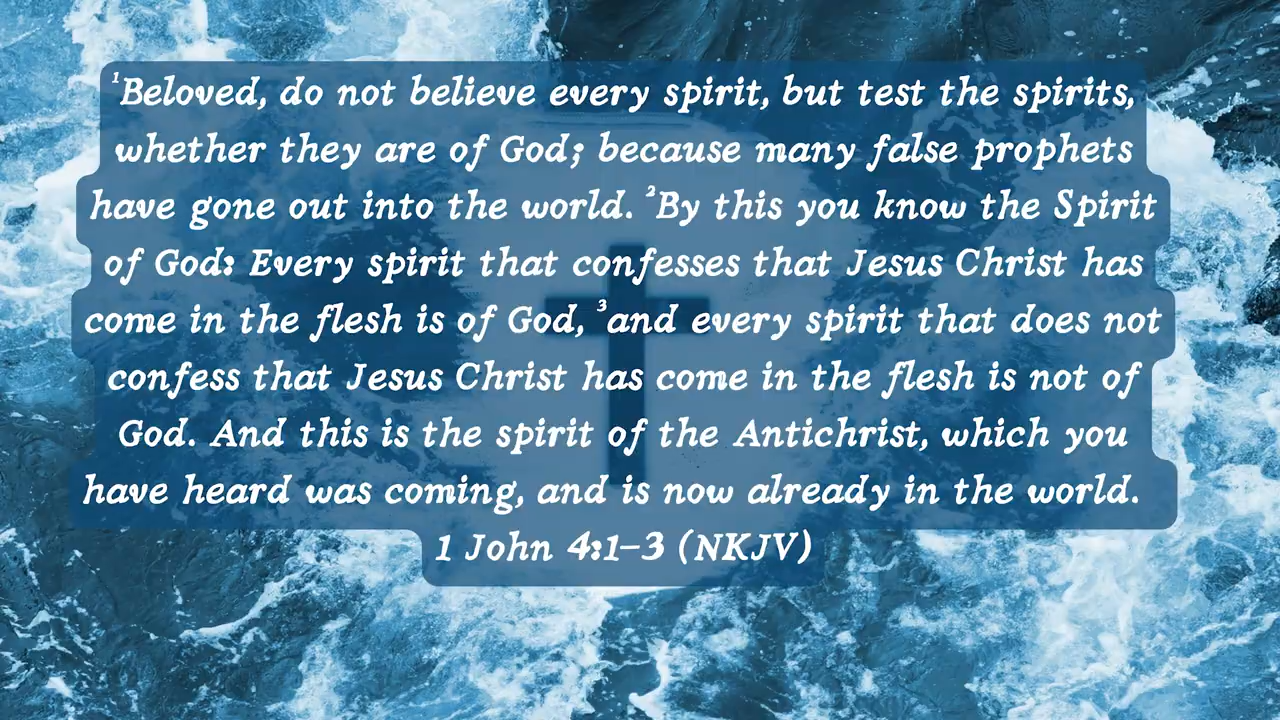 ¹Beloved, do not believe every spirit, but test the spirits,
whether they are of God; because many false prophets
have gone out into the world. ²By this you know the Spirit
of God: Every spirit that confesses that Jesus Christ has
come in the flesh is of God, ³and every spirit that does not
confess that Jesus Christ has come in the flesh is not of
God. And this is the spirit of the Antichrist, which you
have heard was coming, and is now already in the world.
1 John 4:1–3 (NKJV)